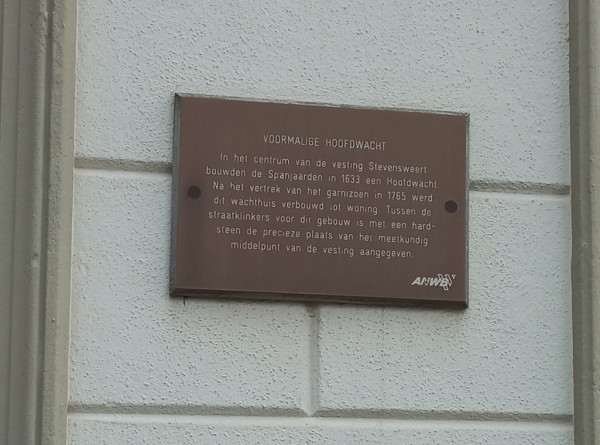 VOORMALIGE HOOFDWACHT
In het centrum van de vesting Stevensweert
bouwden de Spanjaarden in 1633 een Hoofdwacht.
Na het vertrek van het garnizoen in 1765 werd
dit wachthuis verbouwd tot woning. Tussen de
straatklinkers voor dit gebouw is met een hard-
steen de precieze plaats van het meetkundig
middelpunt van de vesting aangegeven.
ANWB